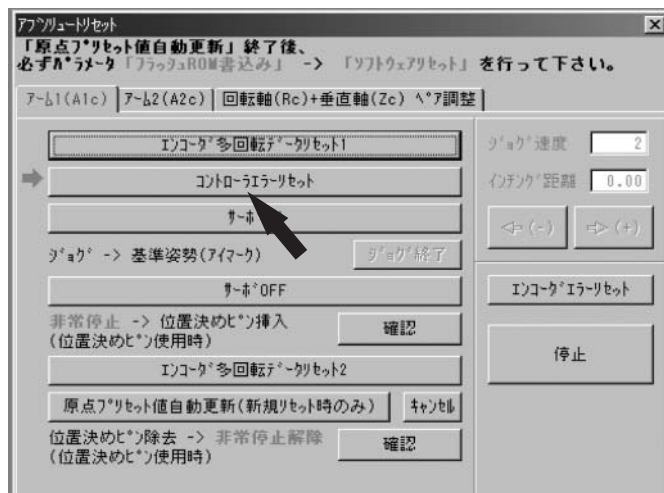 アブソリュートリセット
「原点プリセット値自動更新」終了後、
必ずパラメータ「フラッシュROM書込み」 -> 「ソフトウェアリセット」 を行って下さい。
アーム1(A1c)
アーム2(A2c)
回転軸(Rc)+垂直軸(Zc) ペア調整
エンコーダ多回転データリセット1
コントローラエラーリセット
サーボ
ジョグ -> 基準姿勢(アイマーク)
ジョグ終了
サーボOFF
非常停止 -> 位置決めピン挿入
(位置決めピン使用時)
確認
エンコーダ多回転データリセット2
原点プリセット値自動更新(新規リセット時のみ)
キャンセル
位置決めピン除去 -> 非常停止解除
(位置決めピン使用時)
確認
ジョグ速度
2
インチング距離
0.00
(-)
(+)
エンコーダエラーリセット
停止